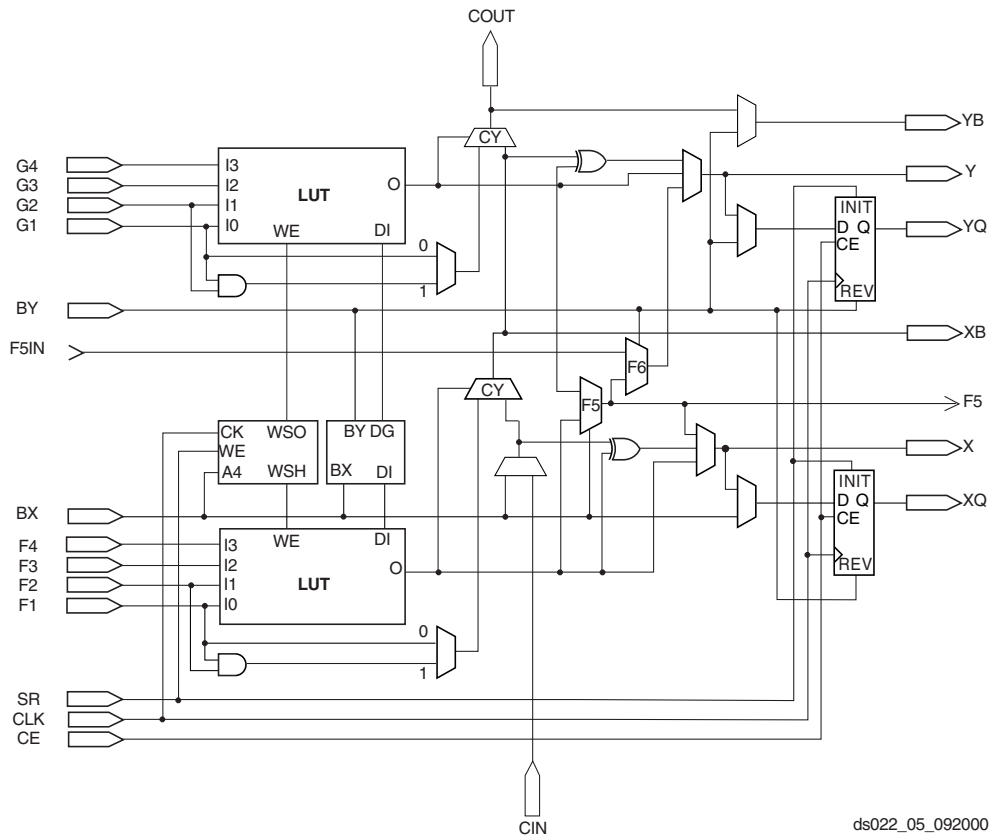 COUT
YB
CY
G4
G3
G2
G1
I3
I2
I1
I0
LUT
O
WE
DI
Y
INIT
D Q
CE
REV
YQ
0
1
BY
XB
F5IN
F6
CY
F5
F5
CK
WSO
WE
A4
WSH
BY DG
BX
DI
X
INIT
D Q
CE
REV
XQ
BX
F4
F3
F2
F1
WE
DI
I3
I2
I1
I0
LUT
O
0
1
SR
CLK
CE
CIN
ds022_05_092000